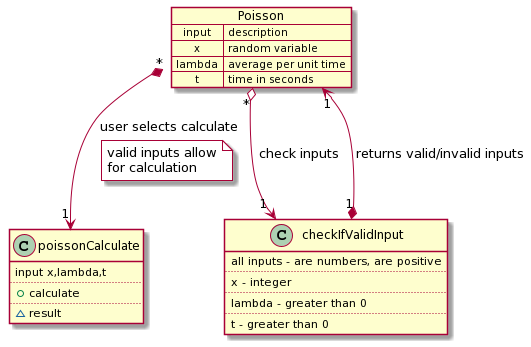 Poisson
input description
x random variable
lambda average per unit time
t time in seconds
* * 1
user selects calculate
valid inputs allow
for calculation
check inputs
returns valid/invalid inputs
1 1 1
C poissonCalculate
input x,lambda,t
calculate
result
C checkIfValidInput
all inputs - are numbers, are positive
x - integer
lambda - greater than 0
t - greater than 0